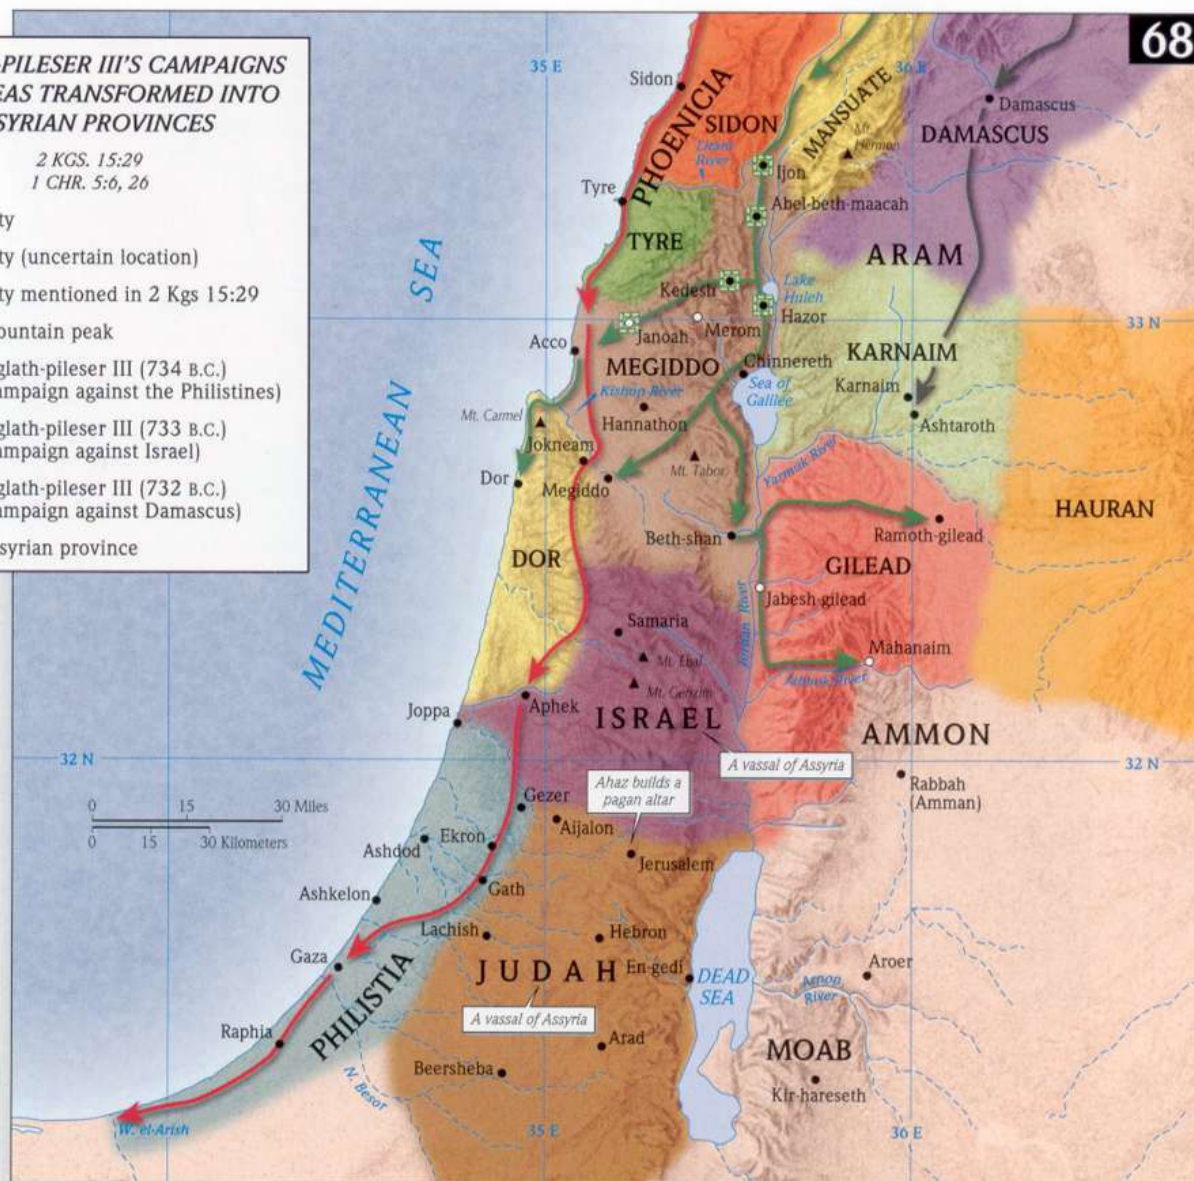 68
-PILESER III'S CAMPAIGNS
EAS TRANSFORMED INTO
SYRIAN PROVINCES
2 KGS. 15:29
1 CHR. 5:6, 26
ty
ty (uncertain location)
ty mentioned in 2 Kgs 15:29
ountain peak
glath-pileser III (734 B.C.)
ampaign against the Philistines)
glath-pileser III (733 B.C.)
ampaign against Israel)
glath-pileser III (732 B.C.)
ampaign against Damascus)
syrian province
35 E
36 E
Sidon
PHOENICIA
SIDON
MANSUATE
Mt. Hermon
Damascus
DAMASCUS
Litani
River
Ijon
Tyre
Abel-beth-maacah
TYRE
ARAM
MEDITERRANEAN SEA
Kedesh
Lake
Huleh
Hazor
33 N
Janoah
Merom
Acco
MEGIDDO
Chinnereth
KARNAIM
Kishon River
Sea of
Galilee
Karnaim
Mt. Carmel
Hannathon
Ashtaroth
Jokneam
Mt. Tabor
Yarmuk River
Dor
Megiddo
HAURAN
Beth-shan
Ramoth-gilead
DOR
GILEAD
Jordan River
Jabesh-gilead
Samaria
Mt. Ebal
Mahanaim
Mt. Gerizim
Jabbok River
Joppa
Aphek
ISRAEL
AMMON
32 N
A vassal of Assyria
32 N
Rabbah
(Amman)
0 15 30 Miles
0 15 30 Kilometers
Ahaz builds a
pagan altar
Gezer
Aijalon
Ekron
Ashdod
Jerusalem
Gath
Ashkelon
Lachish
Hebron
Gaza
JUDAH
En-gedi
DEAD
SEA
Aroer
Arnon
River
PHILISTIA
A vassal of Assyria
Raphia
Arad
MOAB
Beersheba
Kir-hareseth
N. Besor
W. el-Arish
35 E
36 E